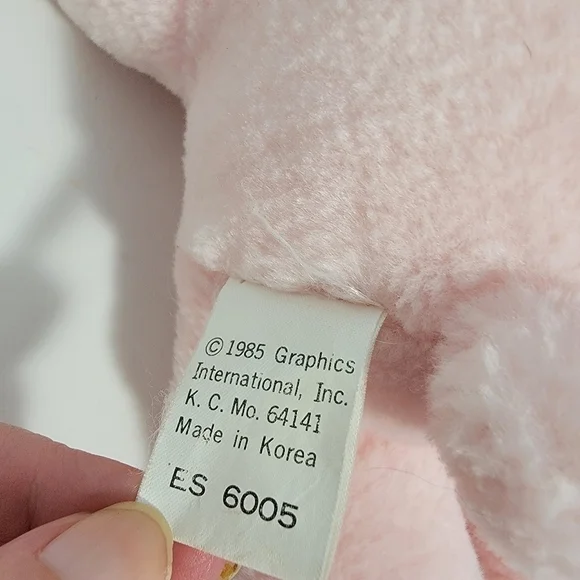 © 1985 Graphics
International, Inc.
K. C. Mo. 64141
Made in Korea
ES 6005